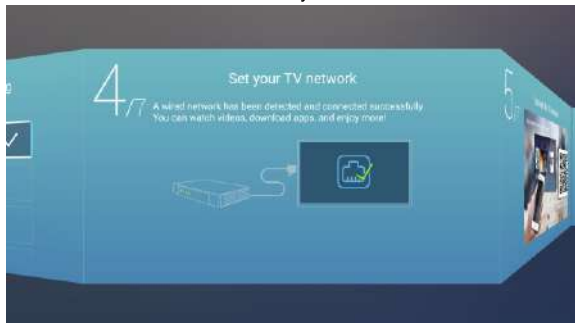 4/7
Set your TV network
A wired network has been detected and connected successfully
You can watch videos, download apps, and enjoy more!
5